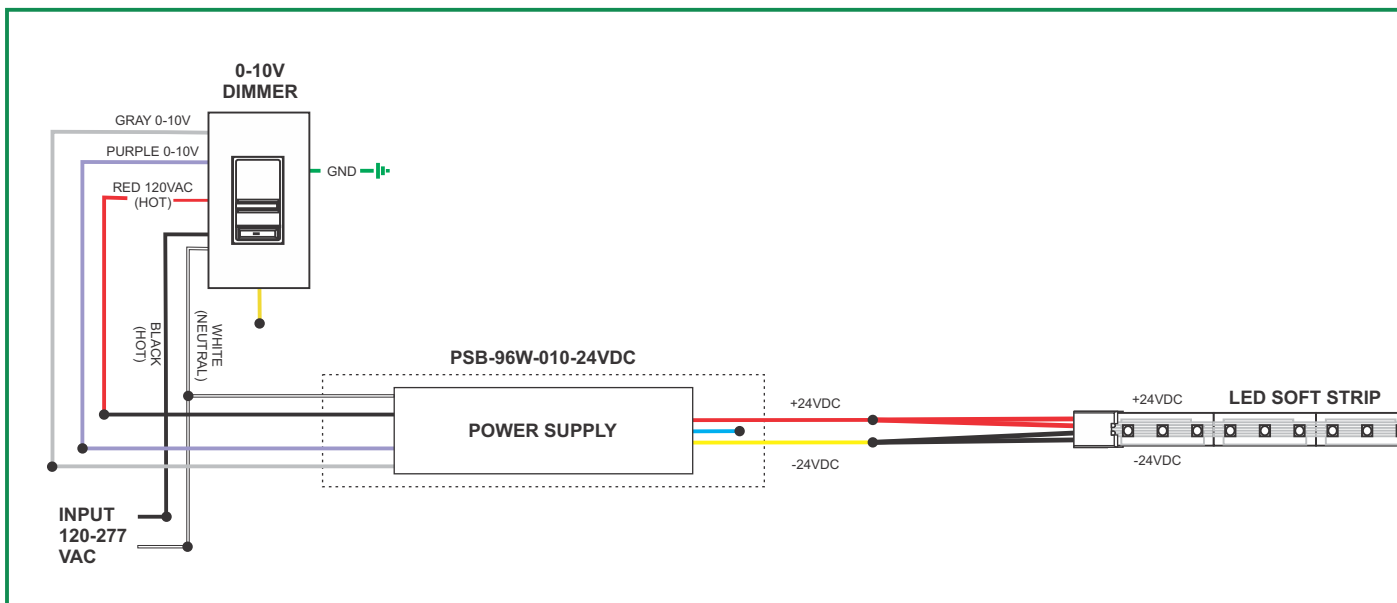 0-10V
DIMMER
GRAY 0-10V
PURPLE 0-10V
RED 120VAC
(HOT)
GND
BLACK
(HOT)
WHITE
(NEUTRAL)
PSB-96W-010-24VDC
POWER SUPPLY
+24VDC
-24VDC
+24VDC
-24VDC
LED SOFT STRIP
INPUT
120-277
VAC